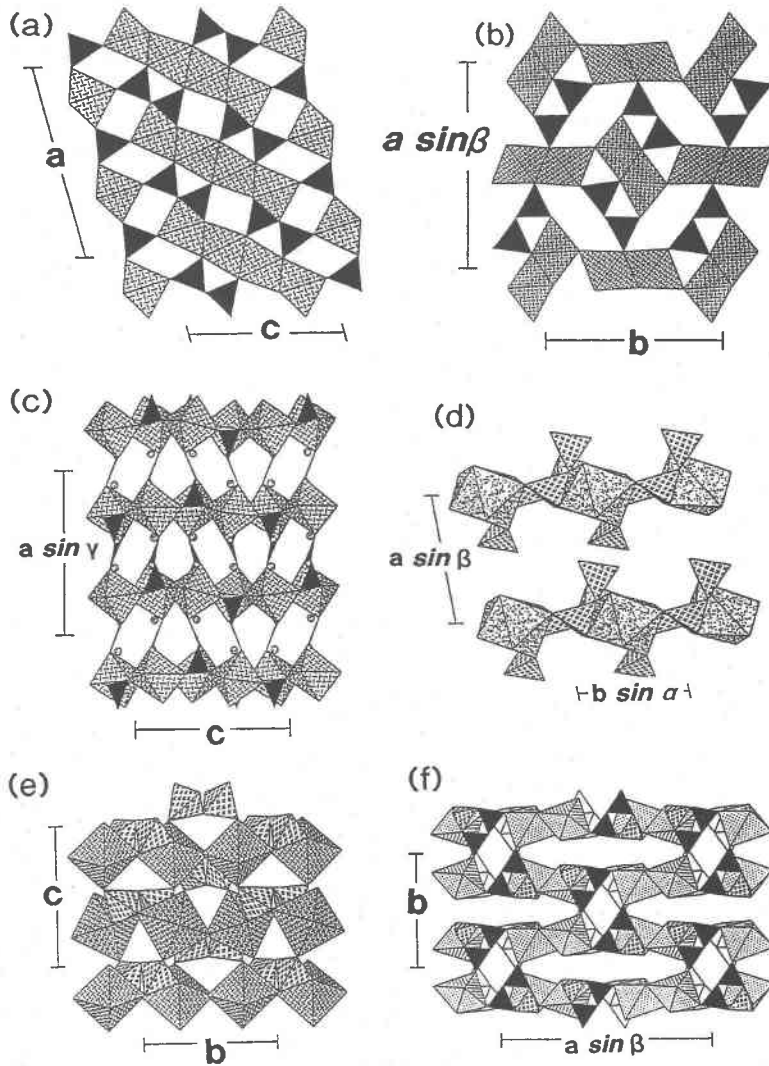 (a)
a
c
(b)
a sinβ
b
(c)
a sin γ
c
(d)
a sin β
b sin α
(e)
c
b
(f)
b
a sin β